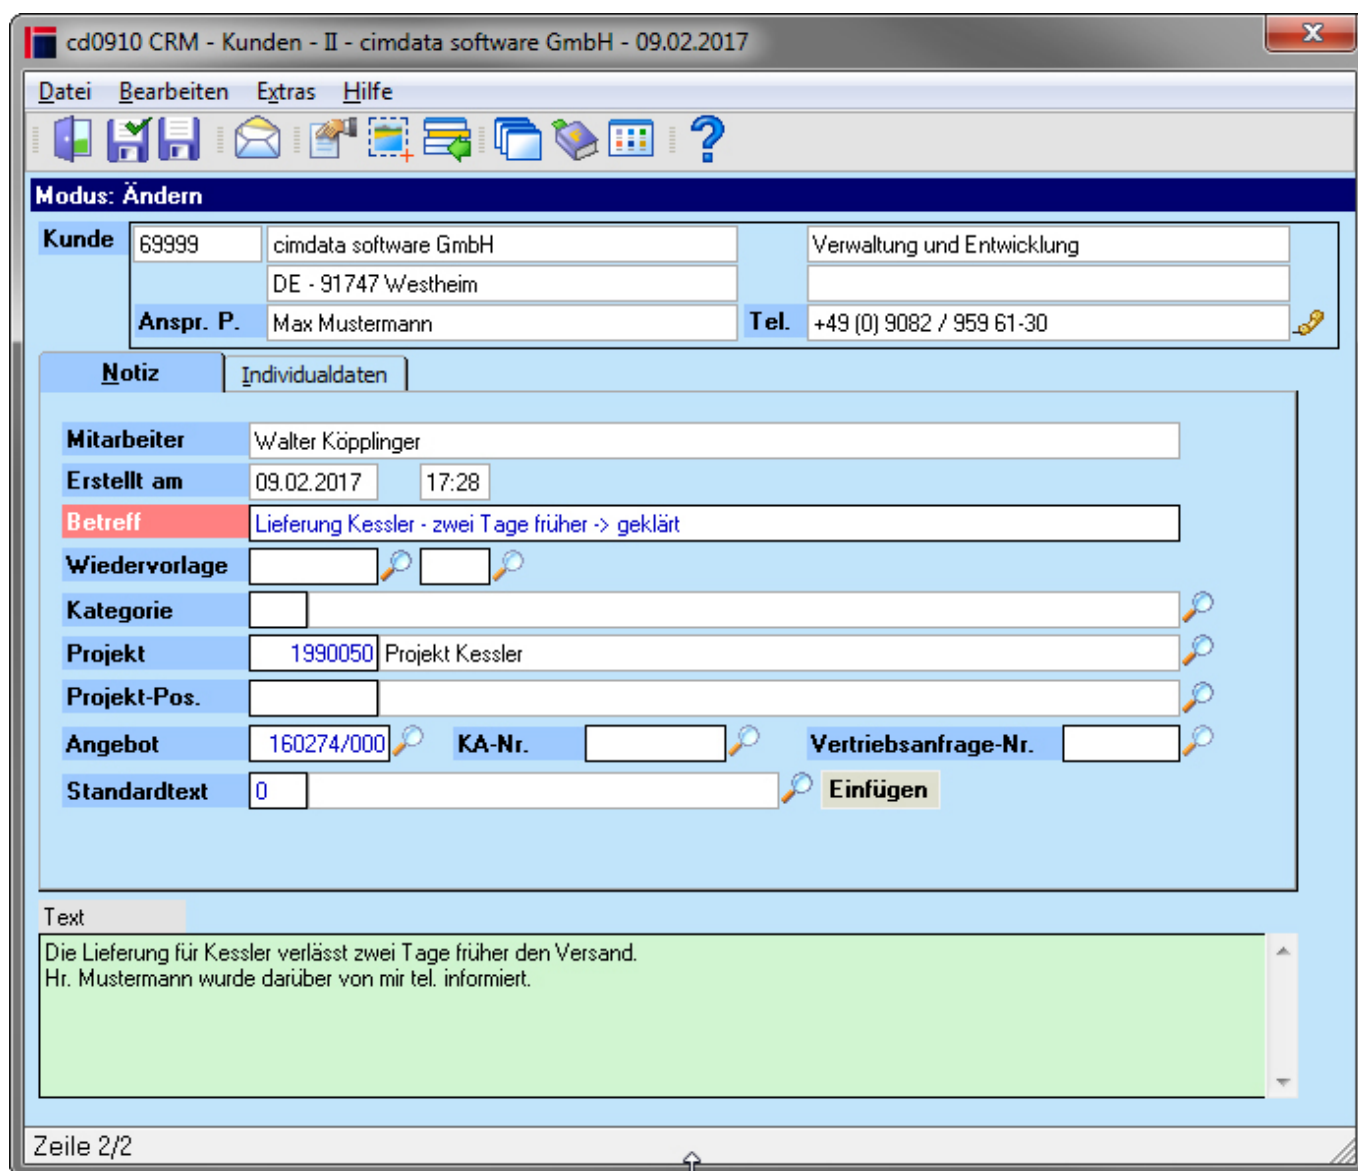 cd0910 CRM - Kunden - II - cimdata software GmbH - 09.02.2017
Datei Bearbeiten Extras Hilfe
Modus: Ändern
Kunde 69999 cimdata software GmbH Verwaltung und Entwicklung
DE - 91747 Westheim
Anspr. P. Max Mustermann Tel. +49 (0) 9082 / 959 61-30
Notiz Individualdaten
Mitarbeiter Walter Köpplinger
Erstellt am 09.02.2017 17:28
Betreff Lieferung Kessler - zwei Tage früher -> geklärt
Wiedervorlage
Kategorie
Projekt 1990050 Projekt Kessler
Projekt-Pos.
Angebot 160274/000 KA-Nr. Vertriebsanfrage-Nr.
Standardtext 0 Einfügen
Text
Die Lieferung für Kessler verlässt zwei Tage früher den Versand.
Hr. Mustermann wurde darüber von mir tel. informiert.
Zeile 2/2